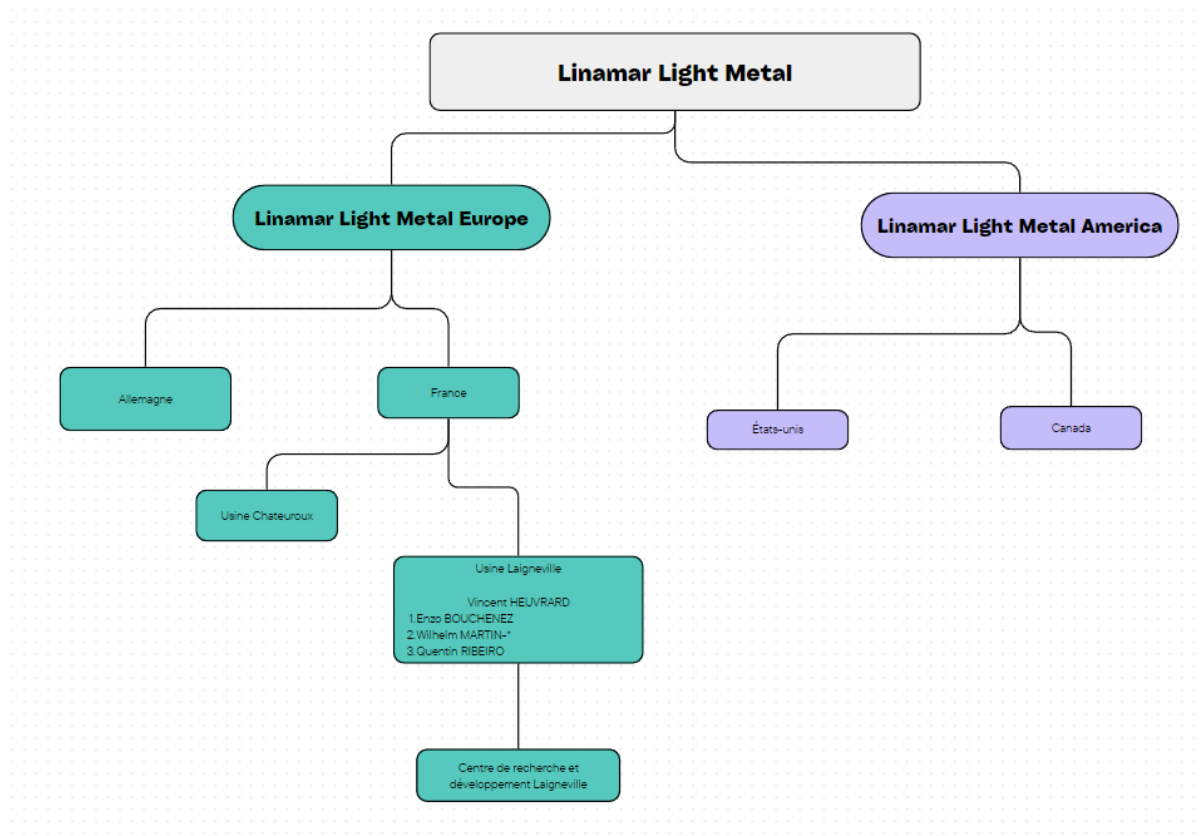 Linamar Light Metal
Linamar Light Metal Europe
Linamar Light Metal America
Allemagne
France
États-unis
Canada
Usine Chateuroux
Usine Laigneville
Vincent HEUVRARD
1. Enzo BOUCHENEZ
2. Wilhelm MARTIN-*
3. Quentin RIBEIRO
Centre de recherche et
développement Laigneville